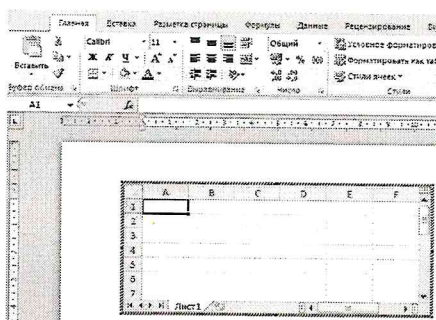 Главная Вставка Разметка страницы Формулы Данные Рецензирование
Calibri 11 Общий Условное форматиров
Вставить Ж К Ч A A % 000 Форматировать как таб
A Стили ячеек
Буфер обмена Шрифт Выравнивание Число Стили
A1 fx
A B C D E F
1
2
3
4
5
6
7
Лист1